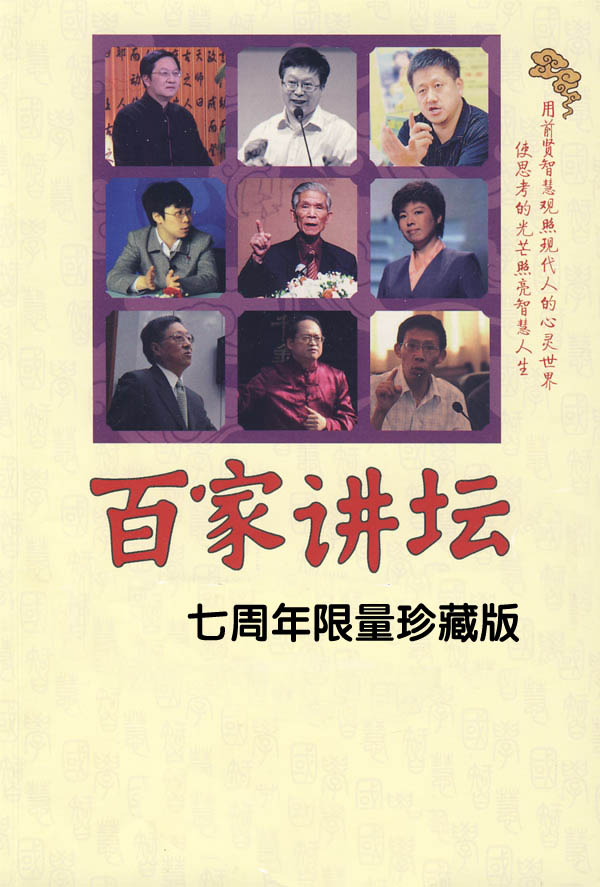 用前贤智慧观照现代人的心灵世界
使思考的光芒照亮智慧人生
百家讲坛
七周年限量珍藏版